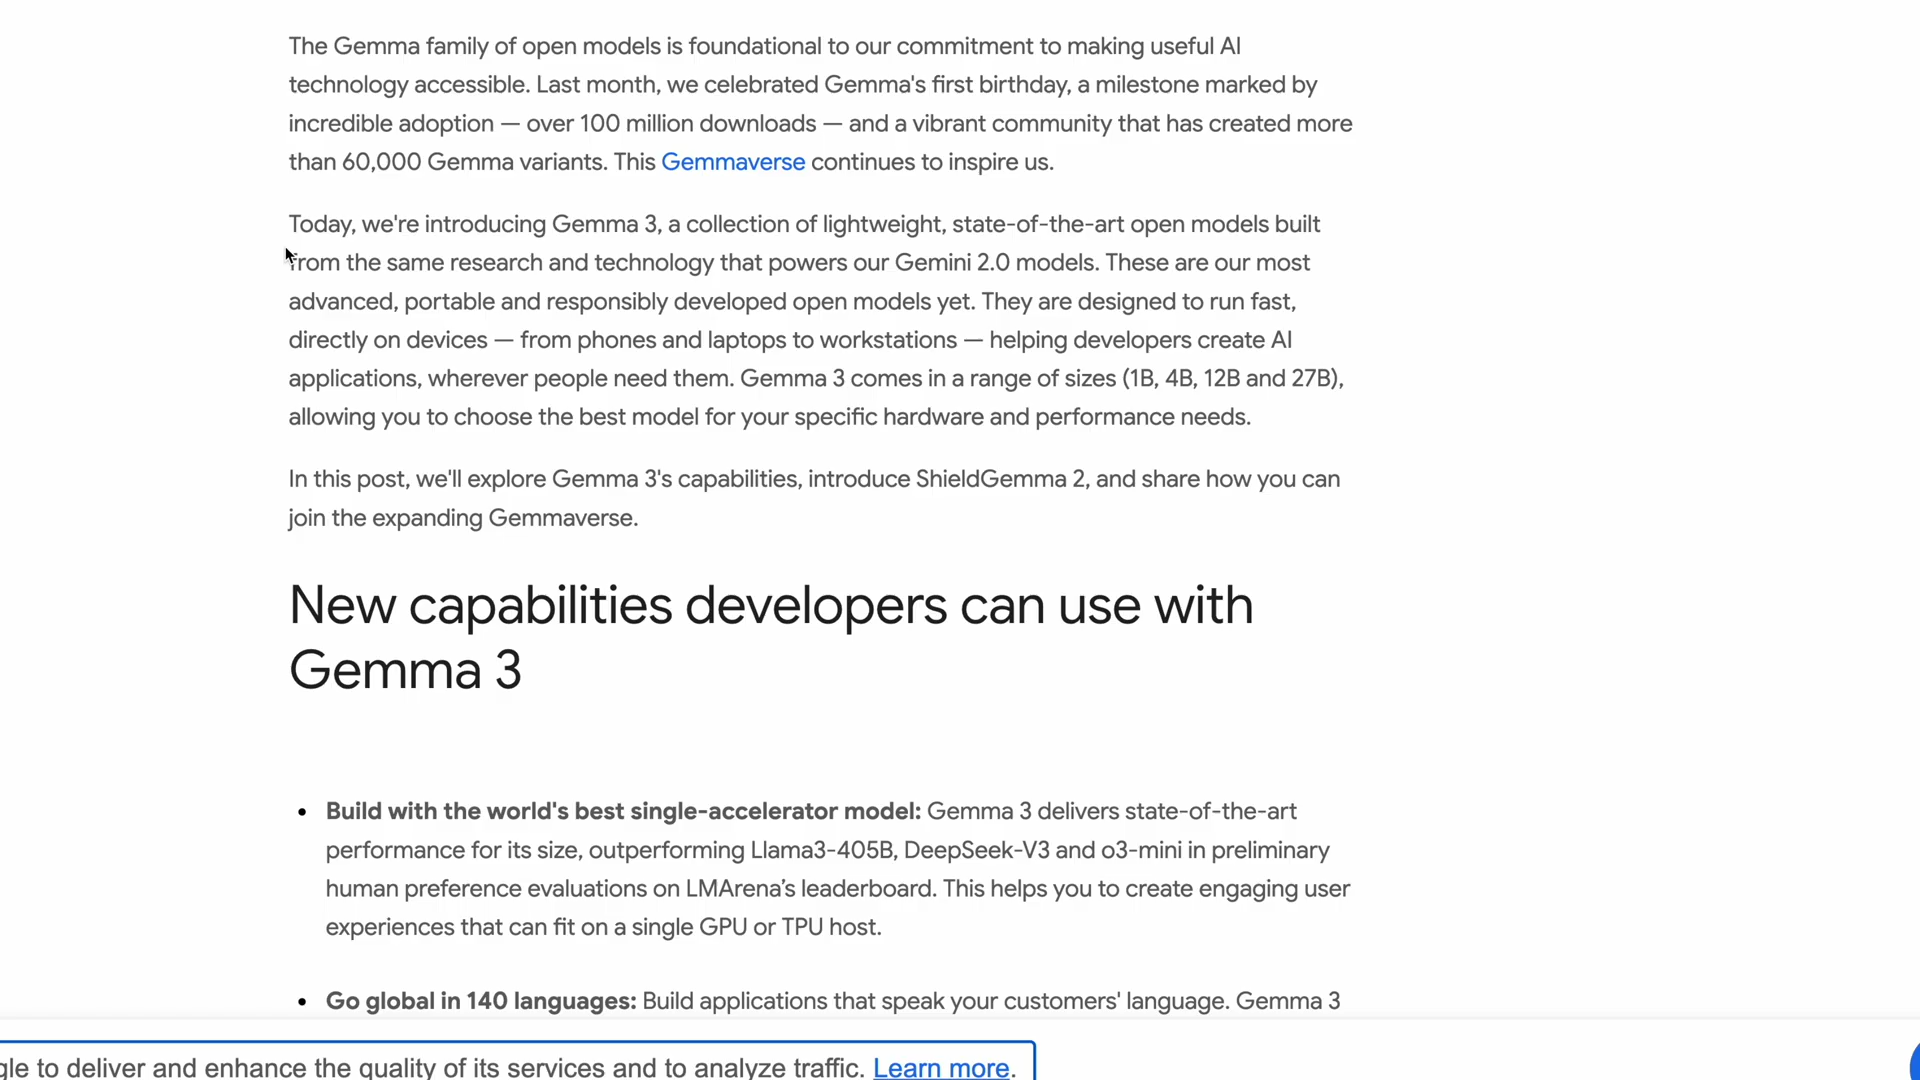 The Gemma family of open models is foundational to our commitment to making useful AI
technology accessible. Last month, we celebrated Gemma's first birthday, a milestone marked by
incredible adoption — over 100 million downloads — and a vibrant community that has created more
than 60,000 Gemma variants. This Gemmaverse continues to inspire us.
Today, we're introducing Gemma 3, a collection of lightweight, state-of-the-art open models built
from the same research and technology that powers our Gemini 2.0 models. These are our most
advanced, portable and responsibly developed open models yet. They are designed to run fast,
directly on devices — from phones and laptops to workstations — helping developers create AI
applications, wherever people need them. Gemma 3 comes in a range of sizes (1B, 4B, 12B and 27B),
allowing you to choose the best model for your specific hardware and performance needs.
In this post, we'll explore Gemma 3's capabilities, introduce ShieldGemma 2, and share how you can
join the expanding Gemmaverse.
New capabilities developers can use with
Gemma 3
• Build with the world's best single-accelerator model: Gemma 3 delivers state-of-the-art
performance for its size, outperforming Llama3-405B, DeepSeek-V3 and o3-mini in preliminary
human preference evaluations on LMArena’s leaderboard. This helps you to create engaging user
experiences that can fit on a single GPU or TPU host.
• Go global in 140 languages: Build applications that speak your customers' language. Gemma 3
gle to deliver and enhance the quality of its services and to analyze traffic. Learn more.